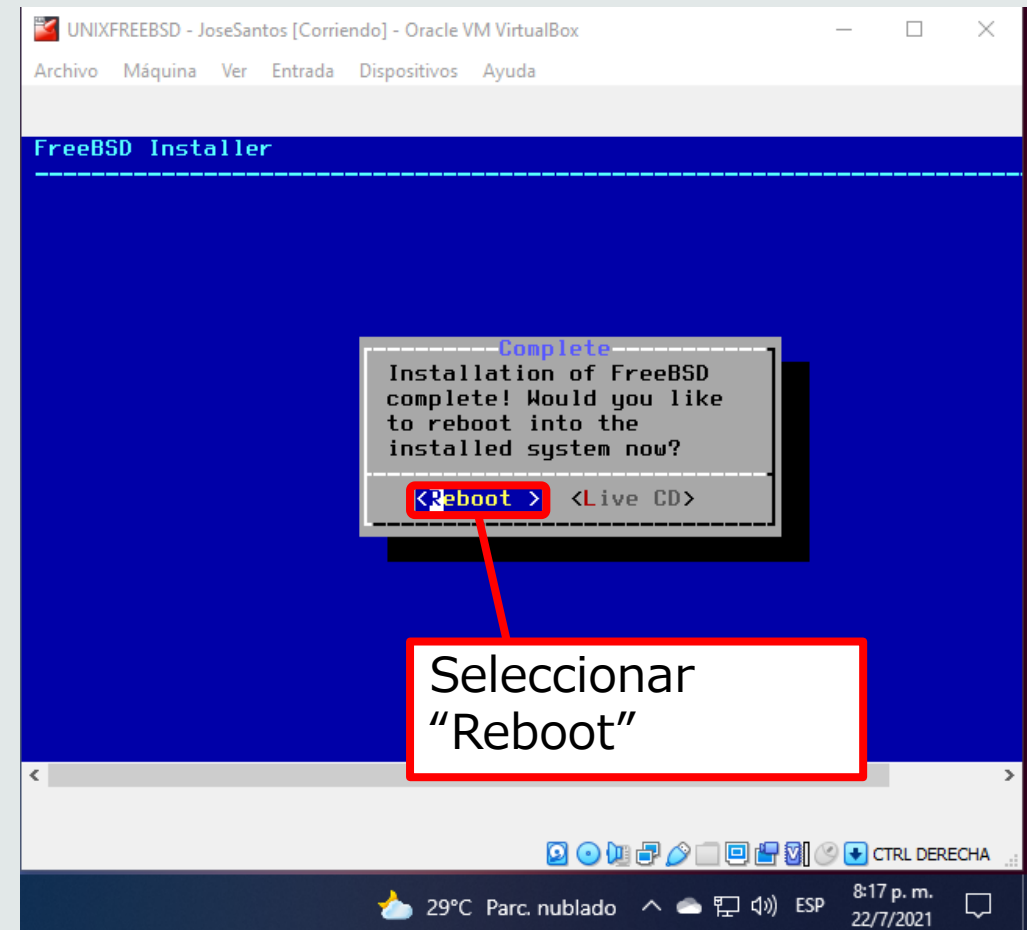 UNIXFREEBSD - JoseSantos [Corriendo] - Oracle VM VirtualBox
Archivo Máquina Ver Entrada Dispositivos Ayuda
FreeBSD Installer
Complete
Installation of FreeBSD
complete! Would you like
to reboot into the
installed system now?
<Reboot > <Live CD>
Seleccionar
“Reboot”
CTRL DERECHA
29°C Parc. nublado ESP 8:17 p. m.
22/7/2021